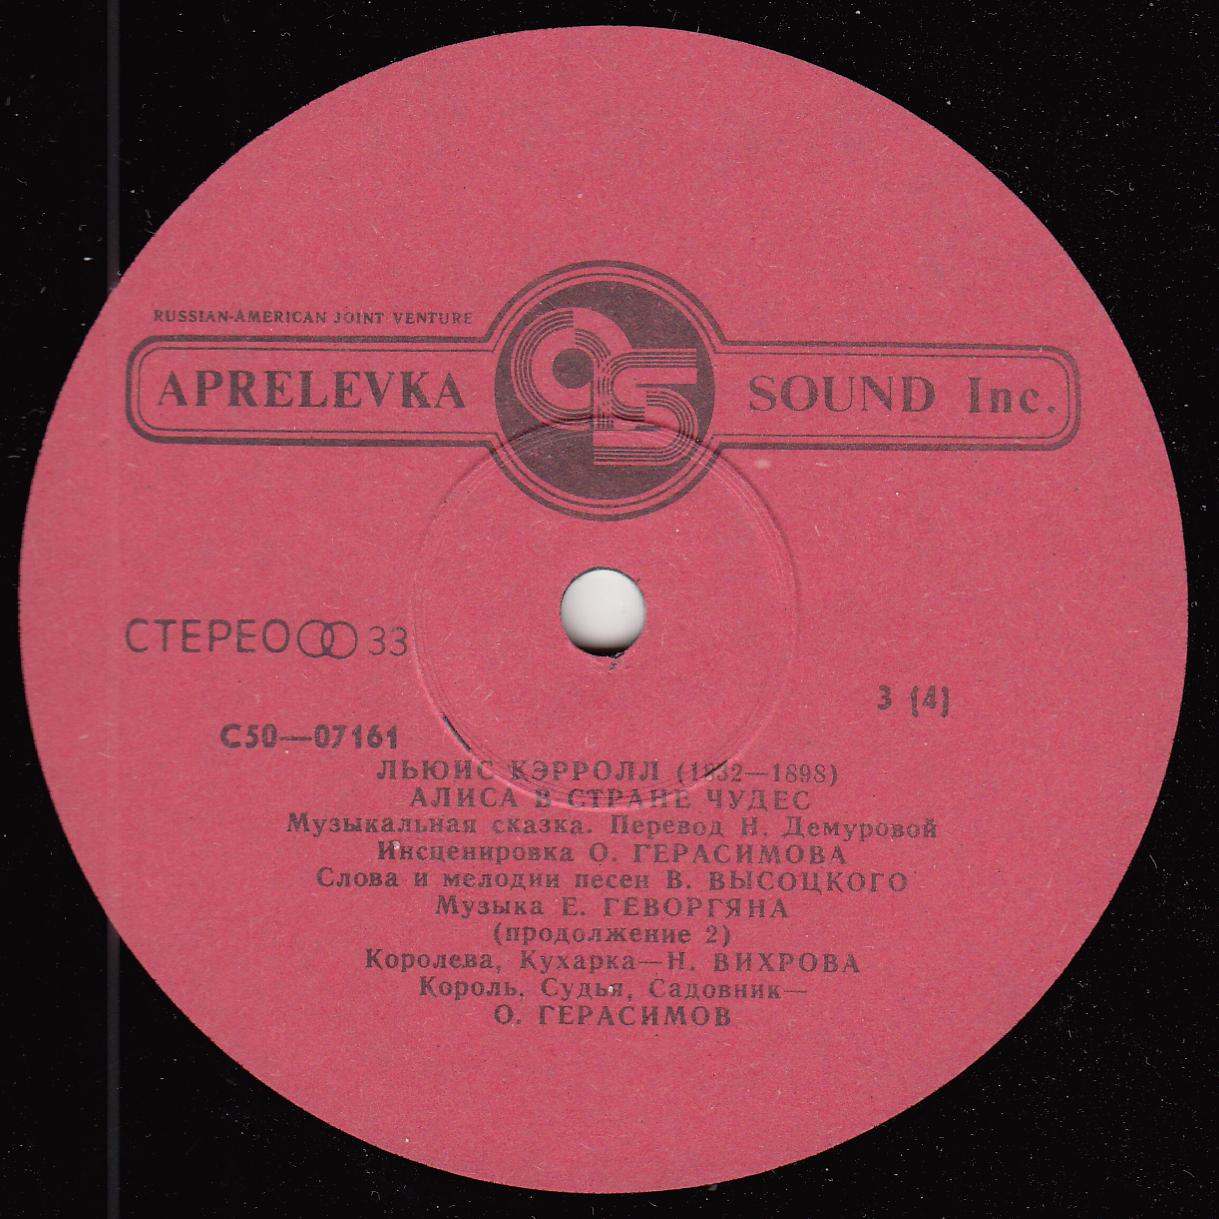 RUSSIAN-AMERICAN JOINT VENTURE
APRELEVKA SOUND Inc.
СТЕРЕО 33
3 (4)
С50—07161
ЛЬЮИС КЭРРОЛЛ (1832—1898)
АЛИСА В СТРАНЕ ЧУДЕС
Музыкальная сказка. Перевод Н. Демуровой
Инсценировка О. ГЕРАСИМОВА
Слова и мелодии песен В. ВЫСОЦКОГО
Музыка Е. ГЕВОРГЯНА
(продолжение 2)
Королева, Кухарка—Н. ВИХРОВА
Король, Судья, Садовник—
О. ГЕРАСИМОВ